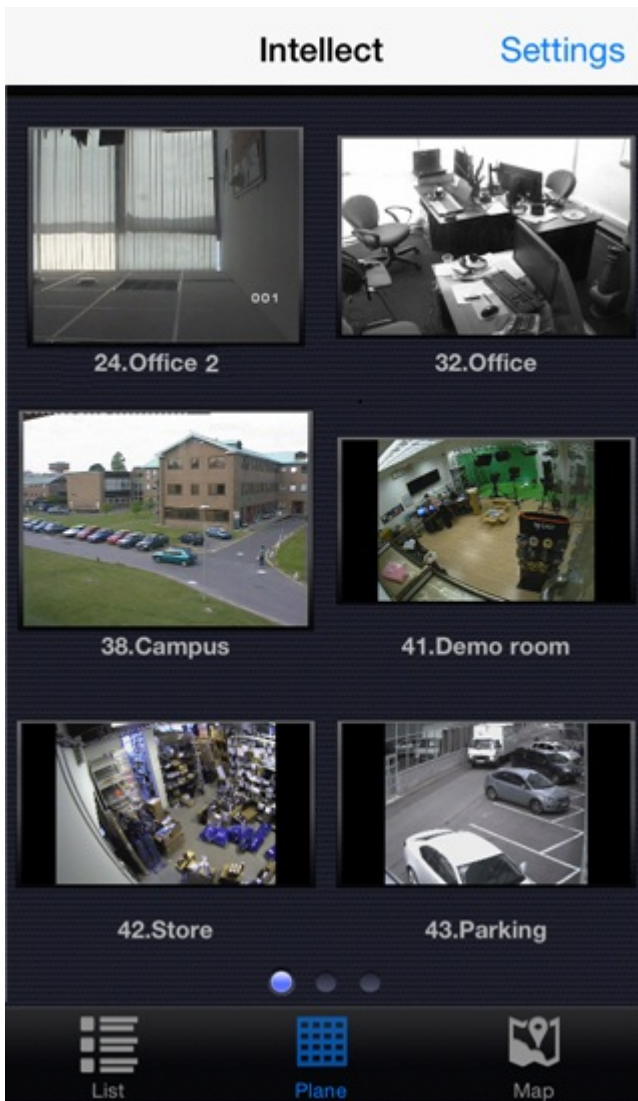 Intellect Settings
001
24.Office 2 32.Office
38.Campus 41.Demo room
42.Store 43.Parking
List Plane Map